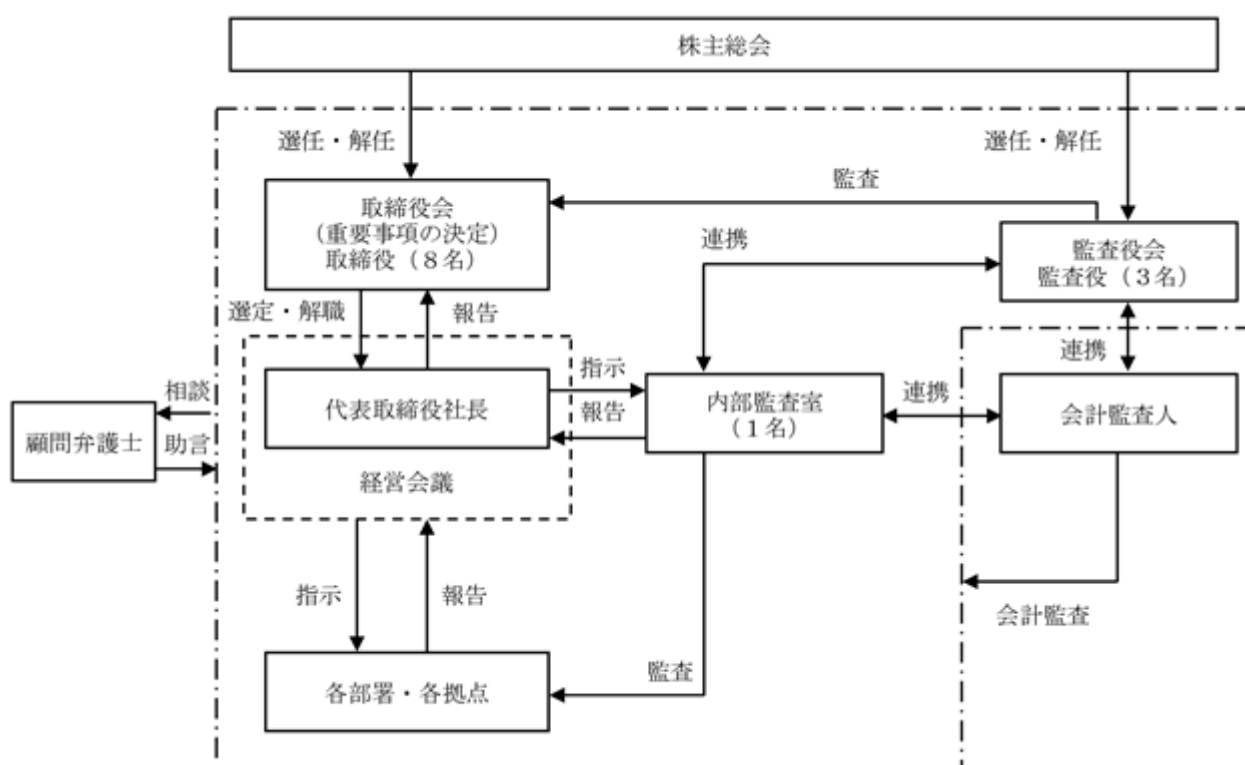 株主総会
選任・解任
選任・解任
監査
取締役会
（重要事項の決定）
取締役（８名）
連携
監査役会
監査役（３名）
選定・解職
報告
連携
指示
代表取締役社長
報告
内部監査室
（１名）
連携
会計監査人
相談
顧問弁護士
助言
経営会議
指示
報告
会計監査
各部署・各拠点
監査